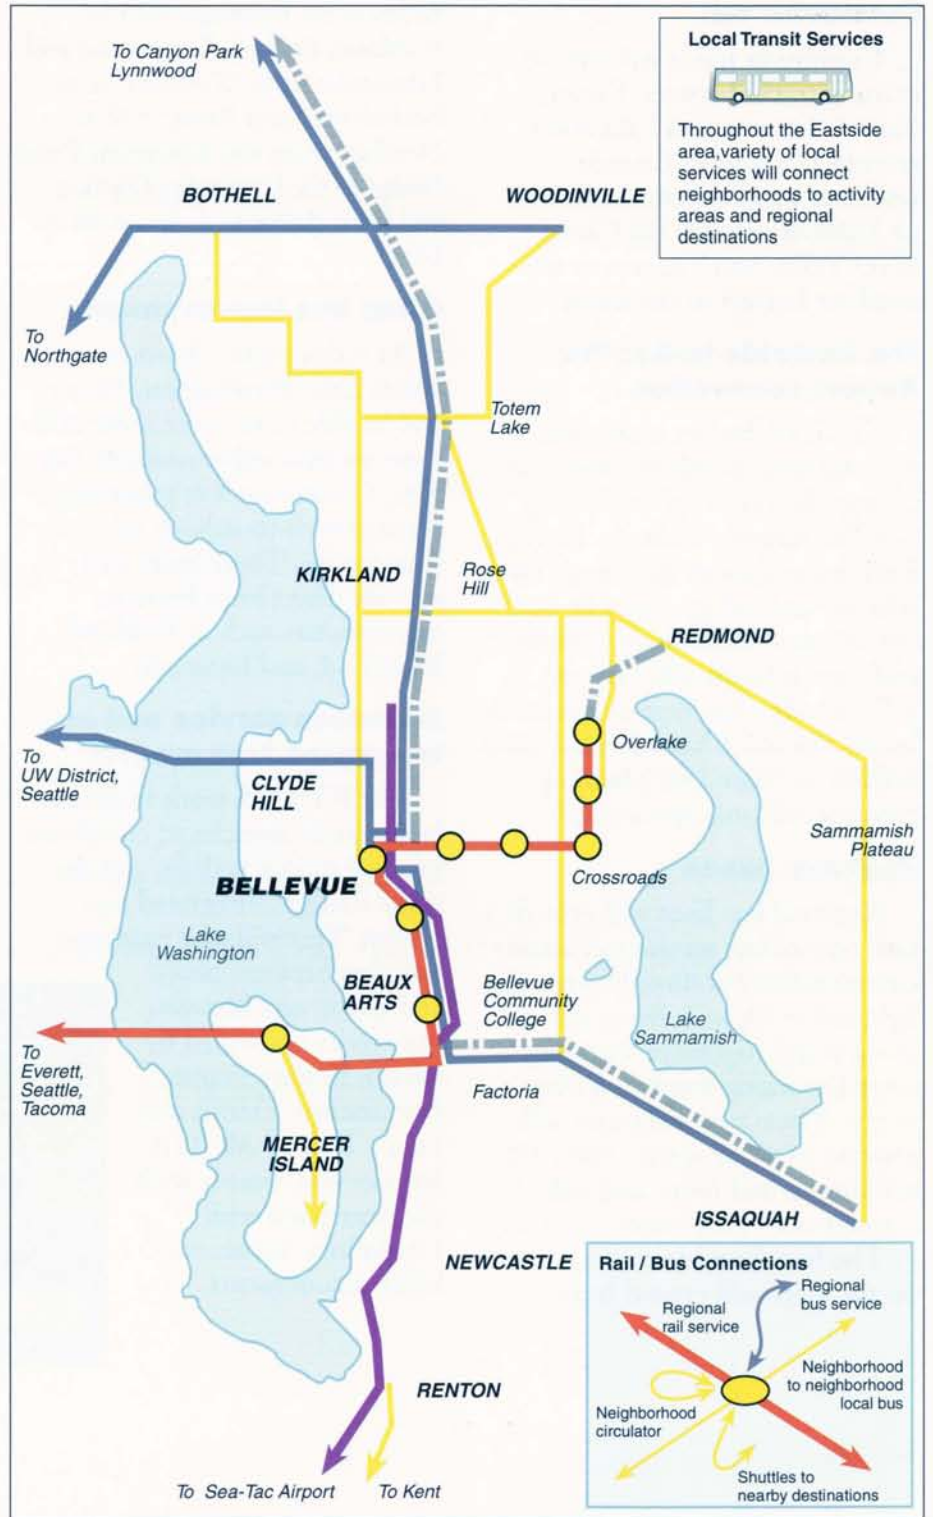 To Canyon Park
Lynnwood
Local Transit Services
Throughout the Eastside
area,variety of local
services will connect
neighborhoods to activity
areas and regional
destinations
BOTHELL
WOODINVILLE
To
Northgate
Totem
Lake
KIRKLAND
Rose
Hill
REDMOND
To
UW District,
Seattle
CLYDE
HILL
Overlake
Sammamish
Plateau
Crossroads
BELLEVUE
Lake
Washington
BEAUX
ARTS
Bellevue
Community
College
Lake
Sammamish
To
Everett,
Seattle,
Tacoma
Factoria
MERCER
ISLAND
ISSAQUAH
NEWCASTLE
Rail / Bus Connections
Regional
rail service
Regional
bus service
Neighborhood
to neighborhood
local bus
Neighborhood
circulator
Shuttles to
nearby destinations
RENTON
To Sea-Tac Airport
To Kent